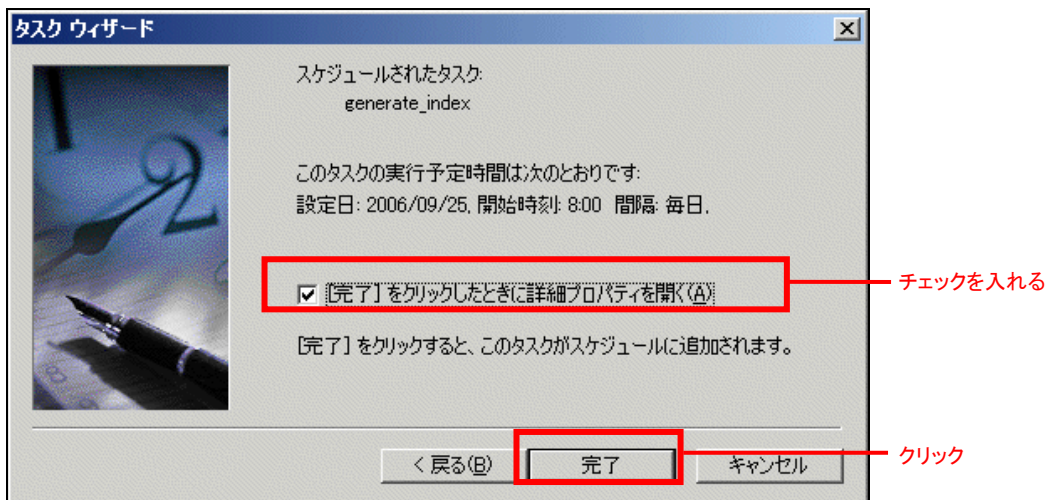 タスク ウィザード
スケジュールされたタスク:
generate_index
このタスクの実行予定時間は次のとおりです:
設定日: 2006/09/25, 開始時刻: 8:00 間隔: 毎日,
[完了] をクリックしたときに詳細プロパティを開く(A)
チェックを入れる
[完了] をクリックすると、このタスクがスケジュールに追加されます。
< 戻る(B)
完了
キャンセル
クリック